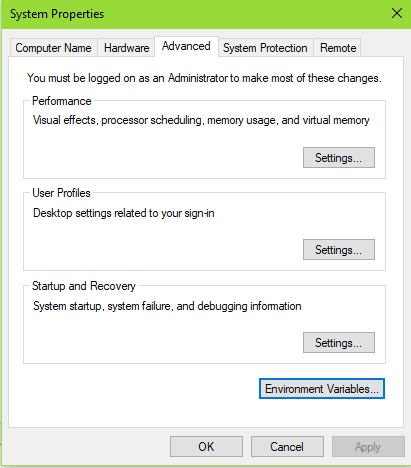 System Properties
Computer Name Hardware Advanced System Protection Remote
You must be logged on as an Administrator to make most of these changes.
Performance
Visual effects, processor scheduling, memory usage, and virtual memory
Settings...
User Profiles
Desktop settings related to your sign-in
Settings...
Startup and Recovery
System startup, system failure, and debugging information
Settings...
Environment Variables...
OK Cancel Apply